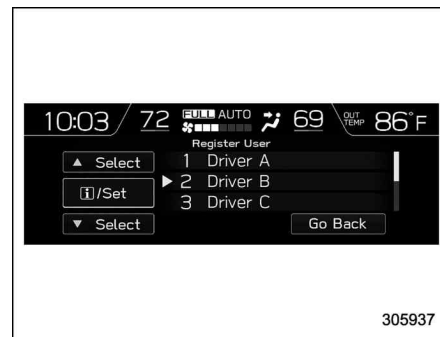 10:03 72 FULL AUTO 69 OUT TEMP 86°F
Register User
▲ Select 1 Driver A
i/Set ▶ 2 Driver B
▼ Select 3 Driver C
Go Back
305937